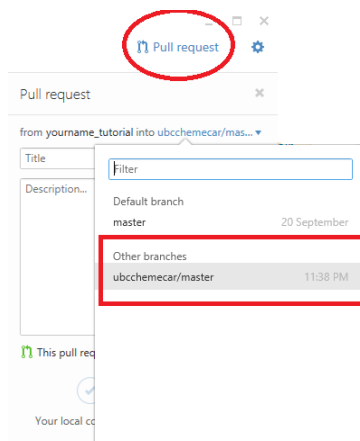 Pull request
Pull request
from yourname_tutorial into ubcchemecar/mas...
Title
Filter
Description...
Default branch
master 20 September
Other branches
ubcchemecar/master 11:38 PM
This pull req
Your local co